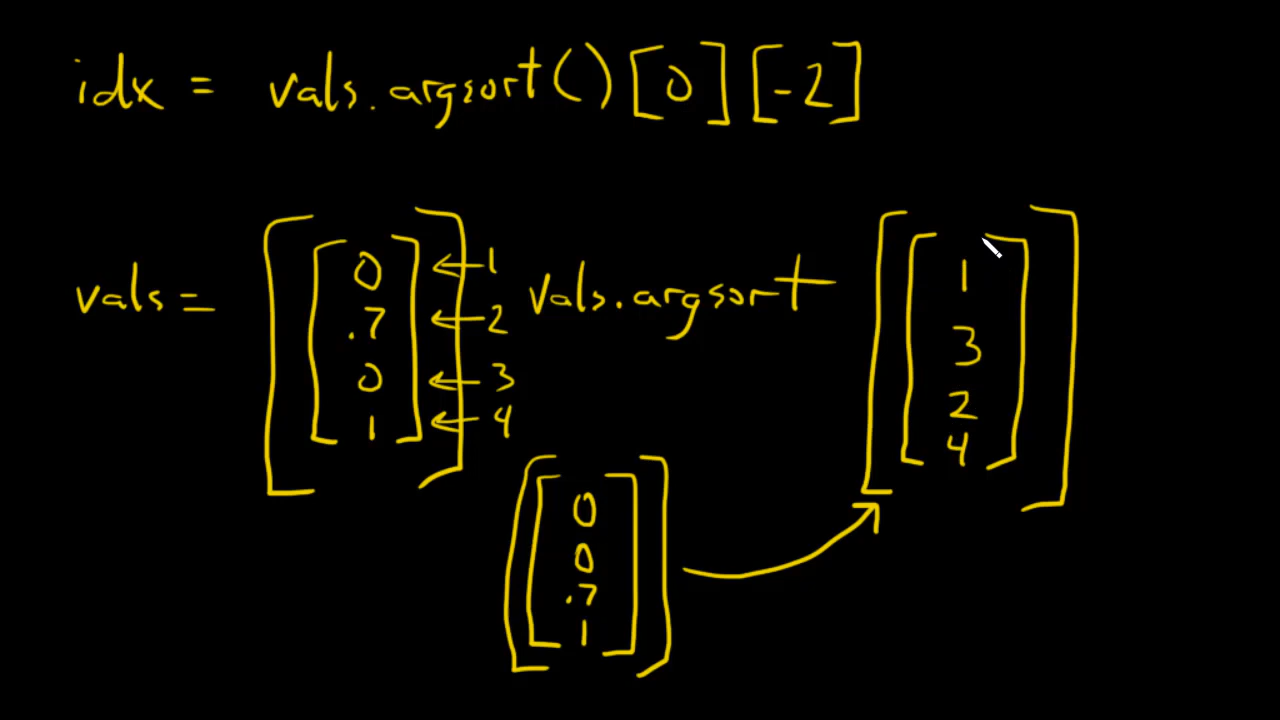 idx = vals.argsort()[0][-2]
vals = [[0 .7 0 1]] ←1 ←2 ←3 ←4
vals.argsort [[1 3 2 4]]
[[0 0 .7 1]]